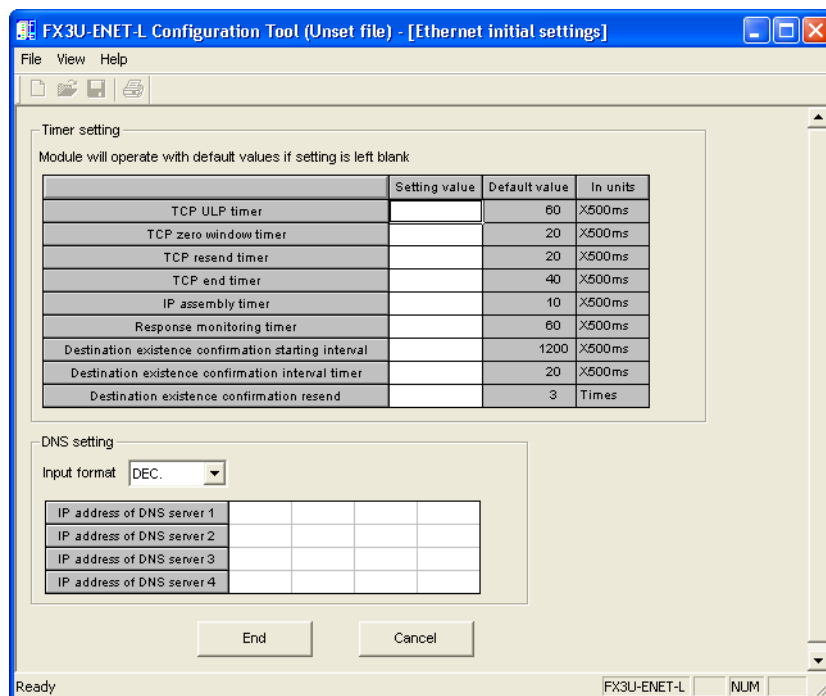 FX3U-ENET-L Configuration Tool (Unset file) - [Ethernet initial settings]
File View Help
Timer setting
Module will operate with default values if setting is left blank
Setting value Default value In units
TCP ULP timer 60 X500ms
TCP zero window timer 20 X500ms
TCP resend timer 20 X500ms
TCP end timer 40 X500ms
IP assembly timer 10 X500ms
Response monitoring timer 60 X500ms
Destination existence confirmation starting interval 1200 X500ms
Destination existence confirmation interval timer 20 X500ms
Destination existence confirmation resend 3 Times
DNS setting
Input format DEC.
IP address of DNS server 1
IP address of DNS server 2
IP address of DNS server 3
IP address of DNS server 4
End Cancel
Ready FX3U-ENET-L NUM